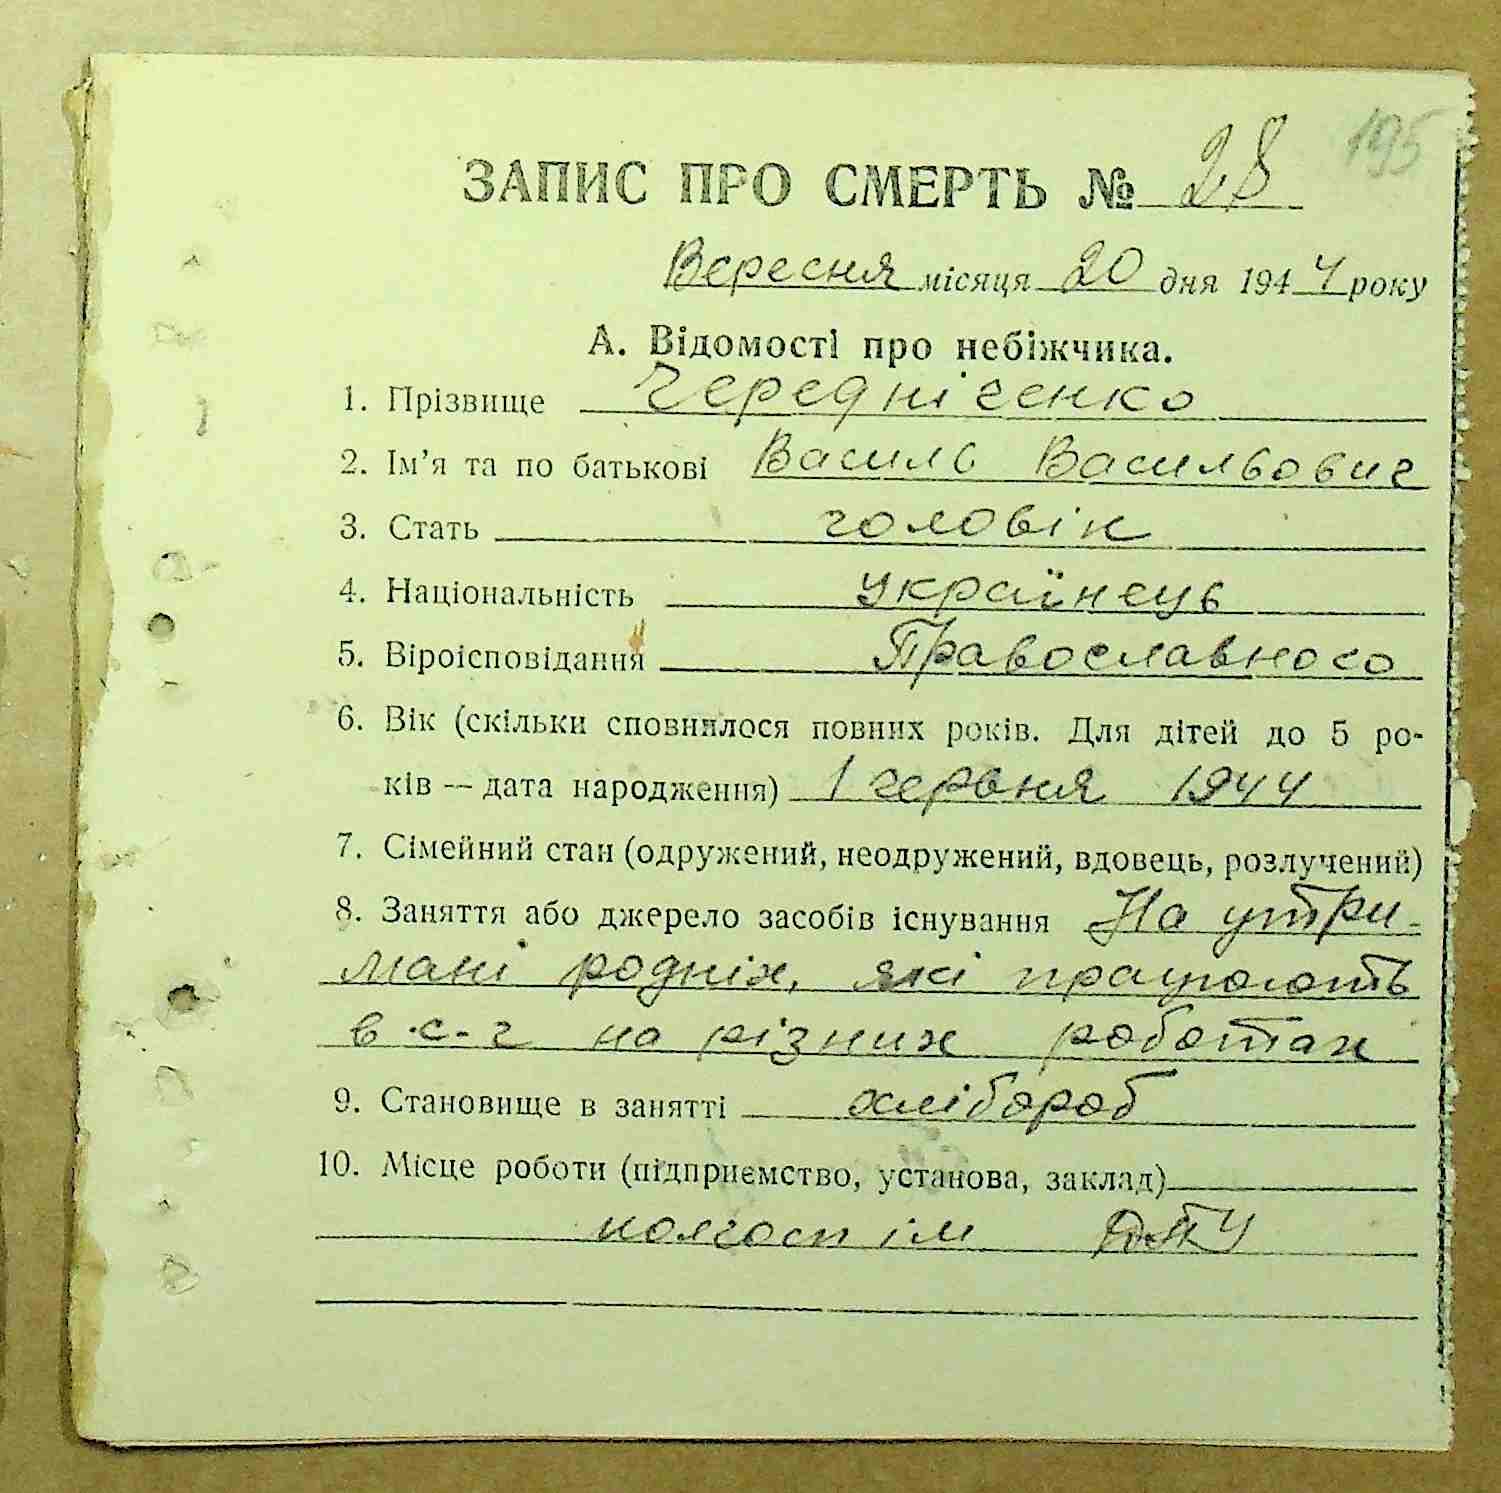 195
ЗАПИС ПРО СМЕРТЬ № 28
Вересня місяця 20 дня 1944 року
А. Відомості про небіжчика.
1. Прізвище Чередніченко
2. Ім'я та по батькові Василь Васильович
3. Стать чоловік
4. Національність українець
5. Віроісповідання Православного
6. Вік (скільки сповнилося повних років. Для дітей до 5 ро-
ків — дата народження) 1 червня 1944
7. Сімейний стан (одружений, неодружений, вдовець, розлучений)
8. Заняття або джерело засобів існування На утри-
мані родніх, які працюють
в с-г на різних роботах
9. Становище в занятті хлібороб
10. Місце роботи (підприємство, установа, заклад)
колгосп ім ДПУ